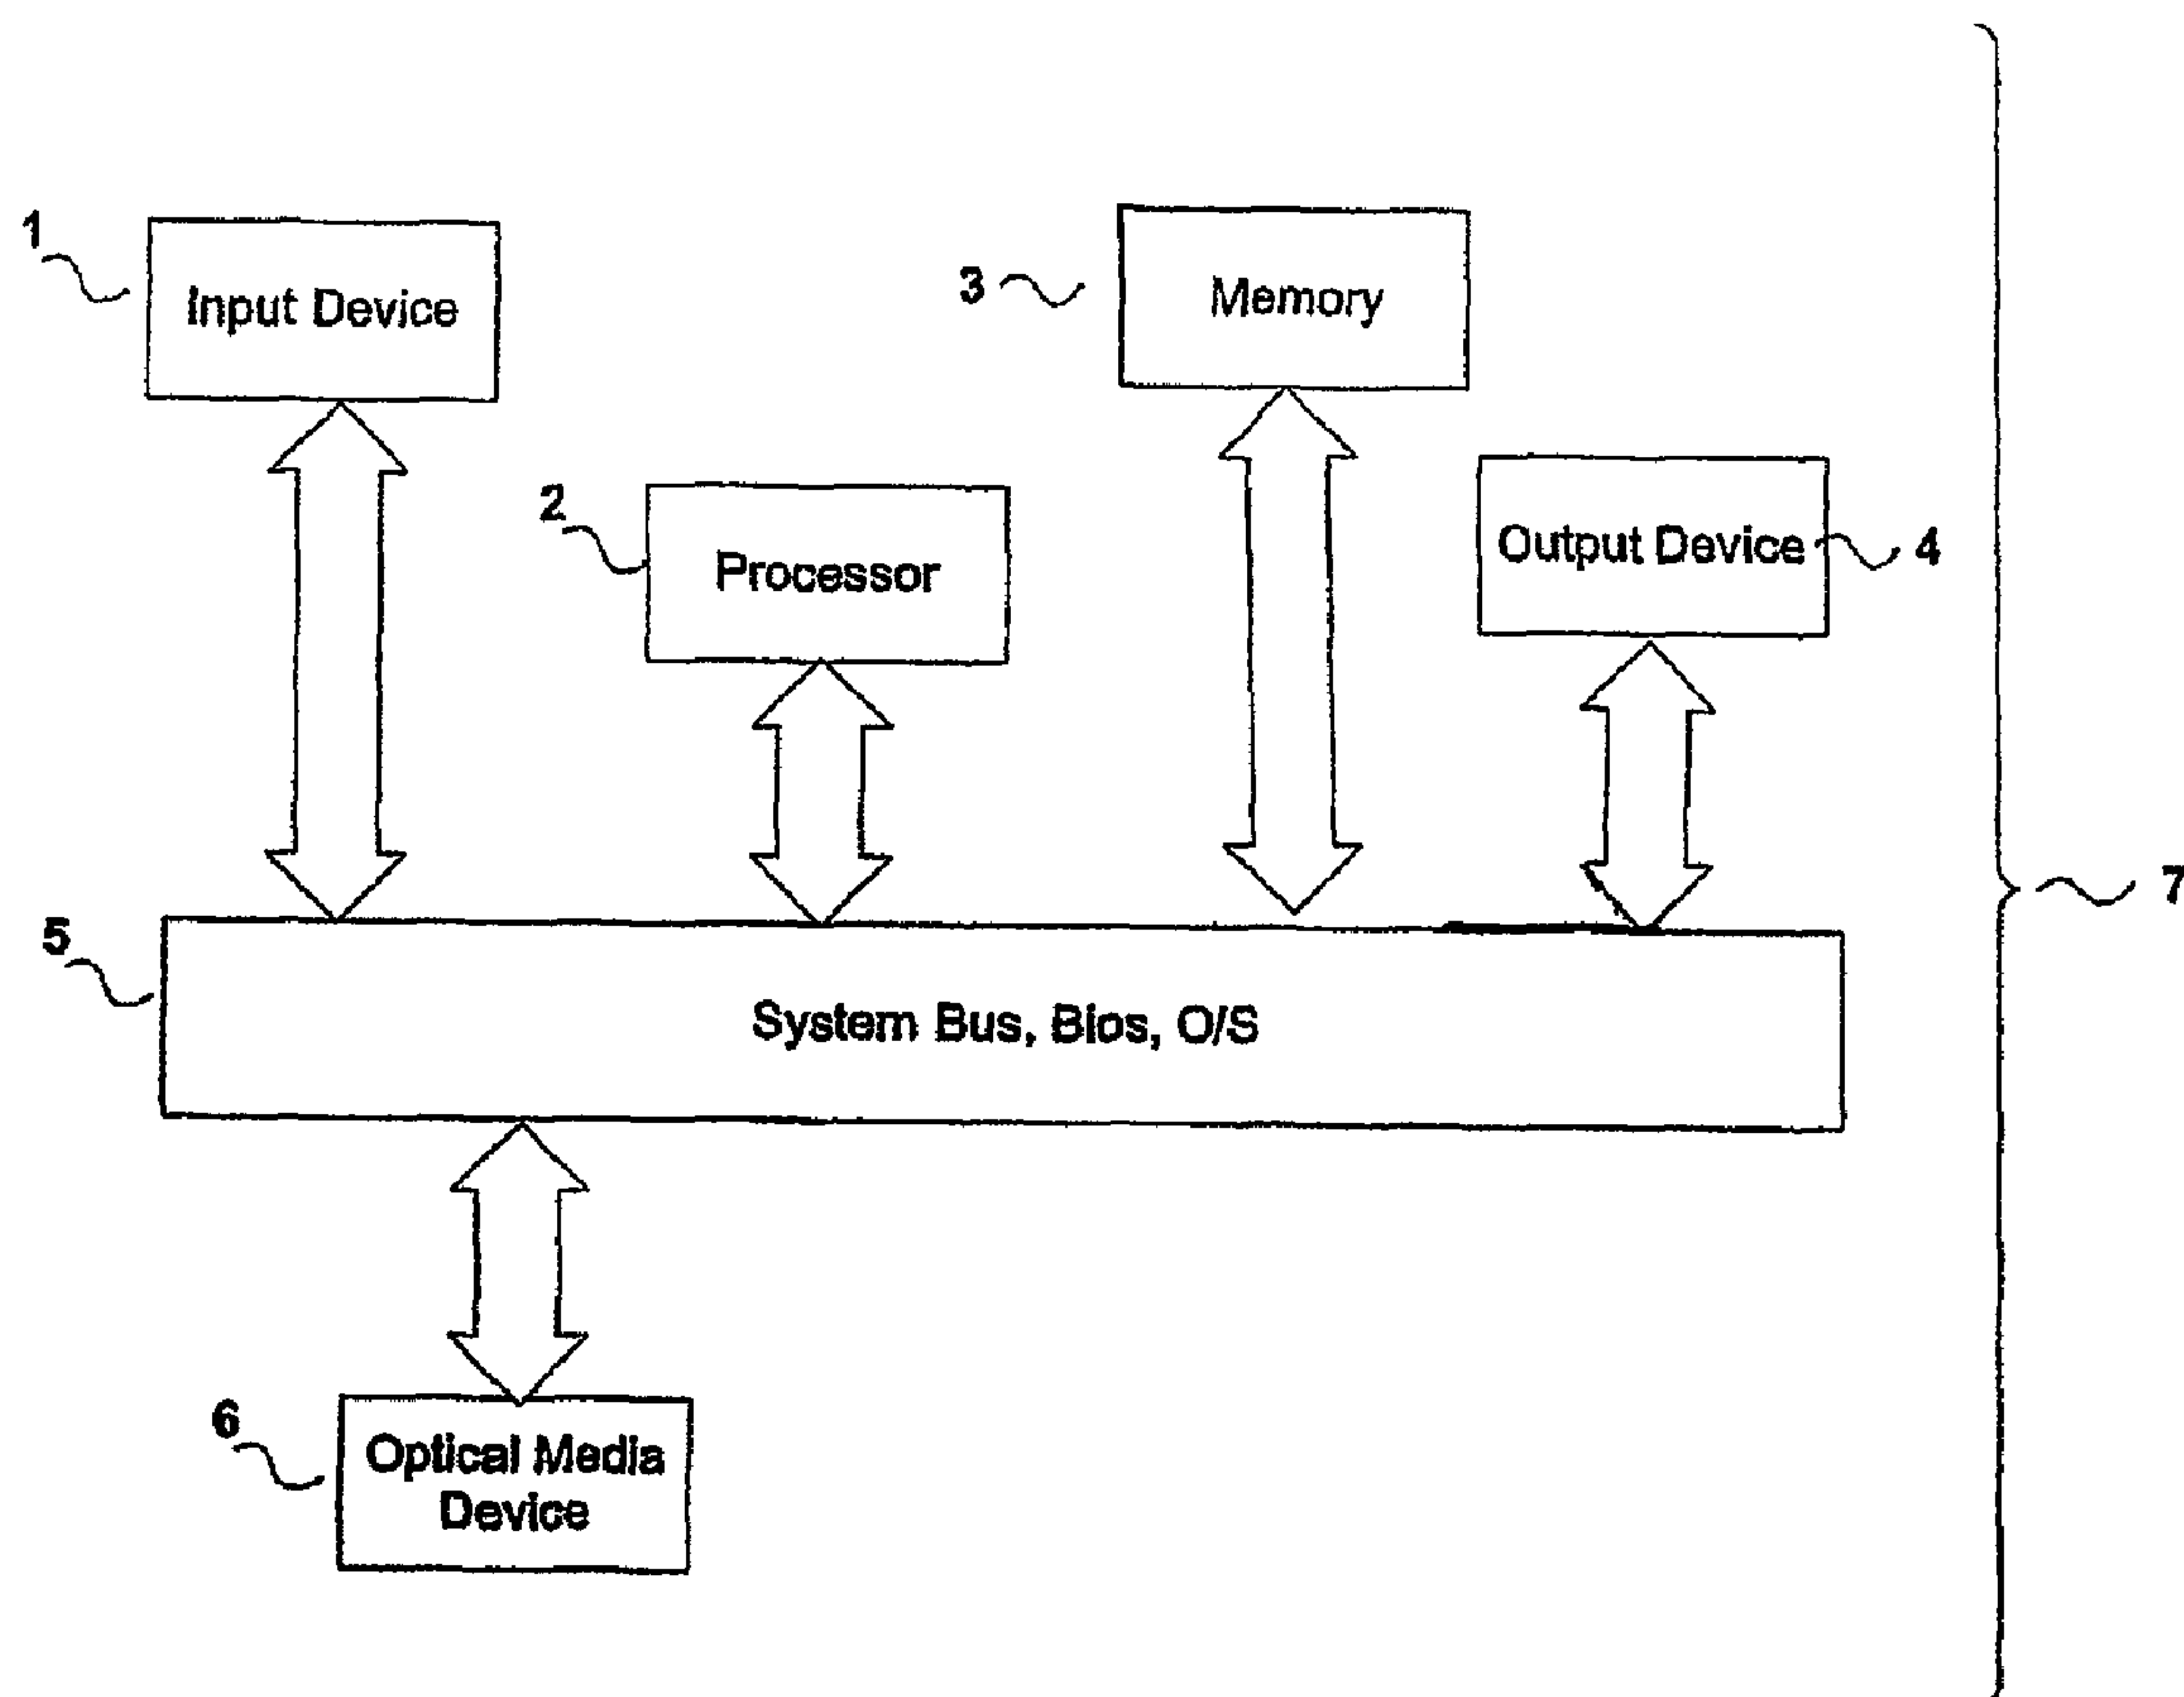 1
Input Device
3
Memory
2
Processor
Output Device
4
7
5
System Bus, Bios, O/S
6
Optical Media
Device